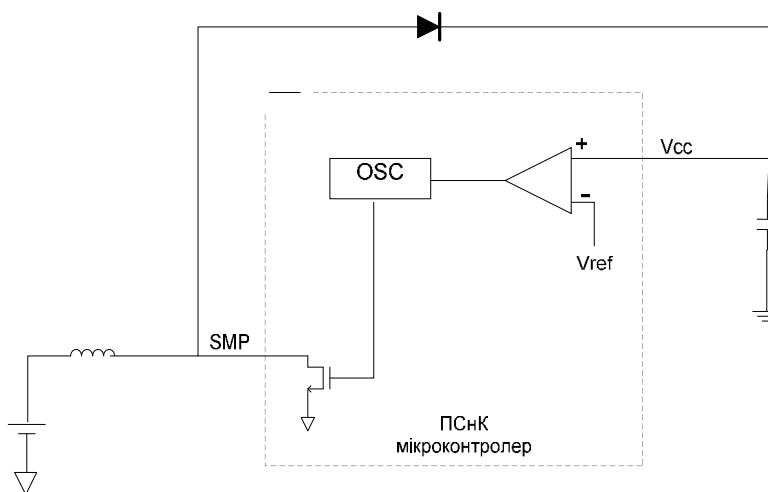 OSC
+
Vcc
-
Vref
SMP
ПСнК
мікроконтролер